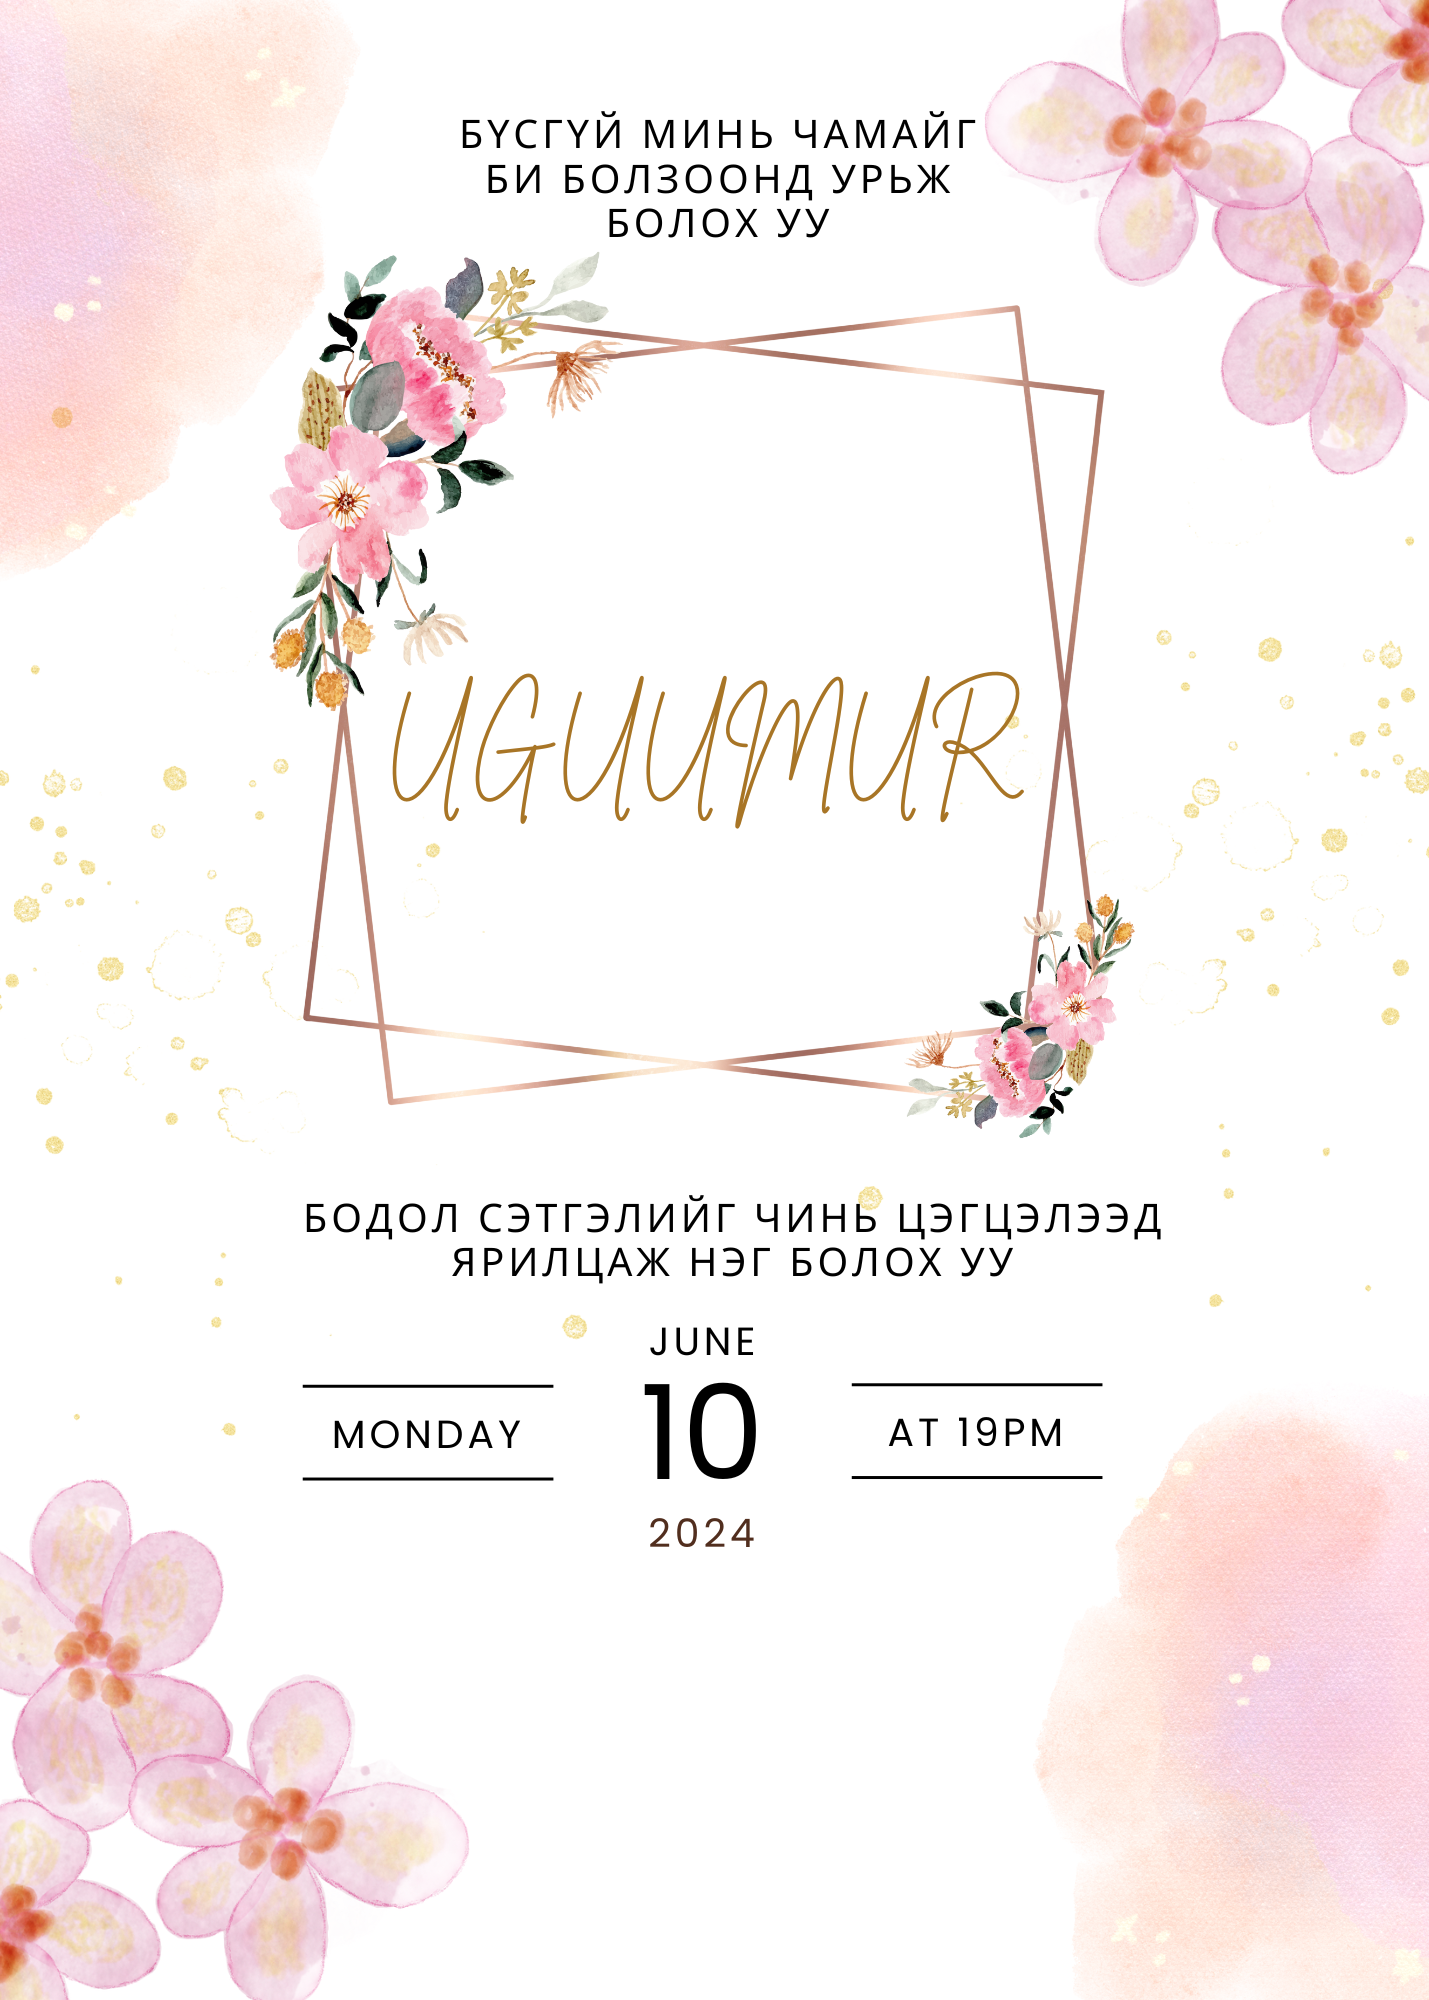 БҮСГҮЙ МИНЬ ЧАМАЙГ
БИ БОЛЗООНД УРЬЖ
БОЛОХ УУ
UGUUMUR
БОДОЛ СЭТГЭЛИЙГ ЧИНЬ ЦЭГЦЭЛЭЭД
ЯРИЛЦАЖ НЭГ БОЛОХ УУ
JUNE
MONDAY
10
AT 19PM
2024